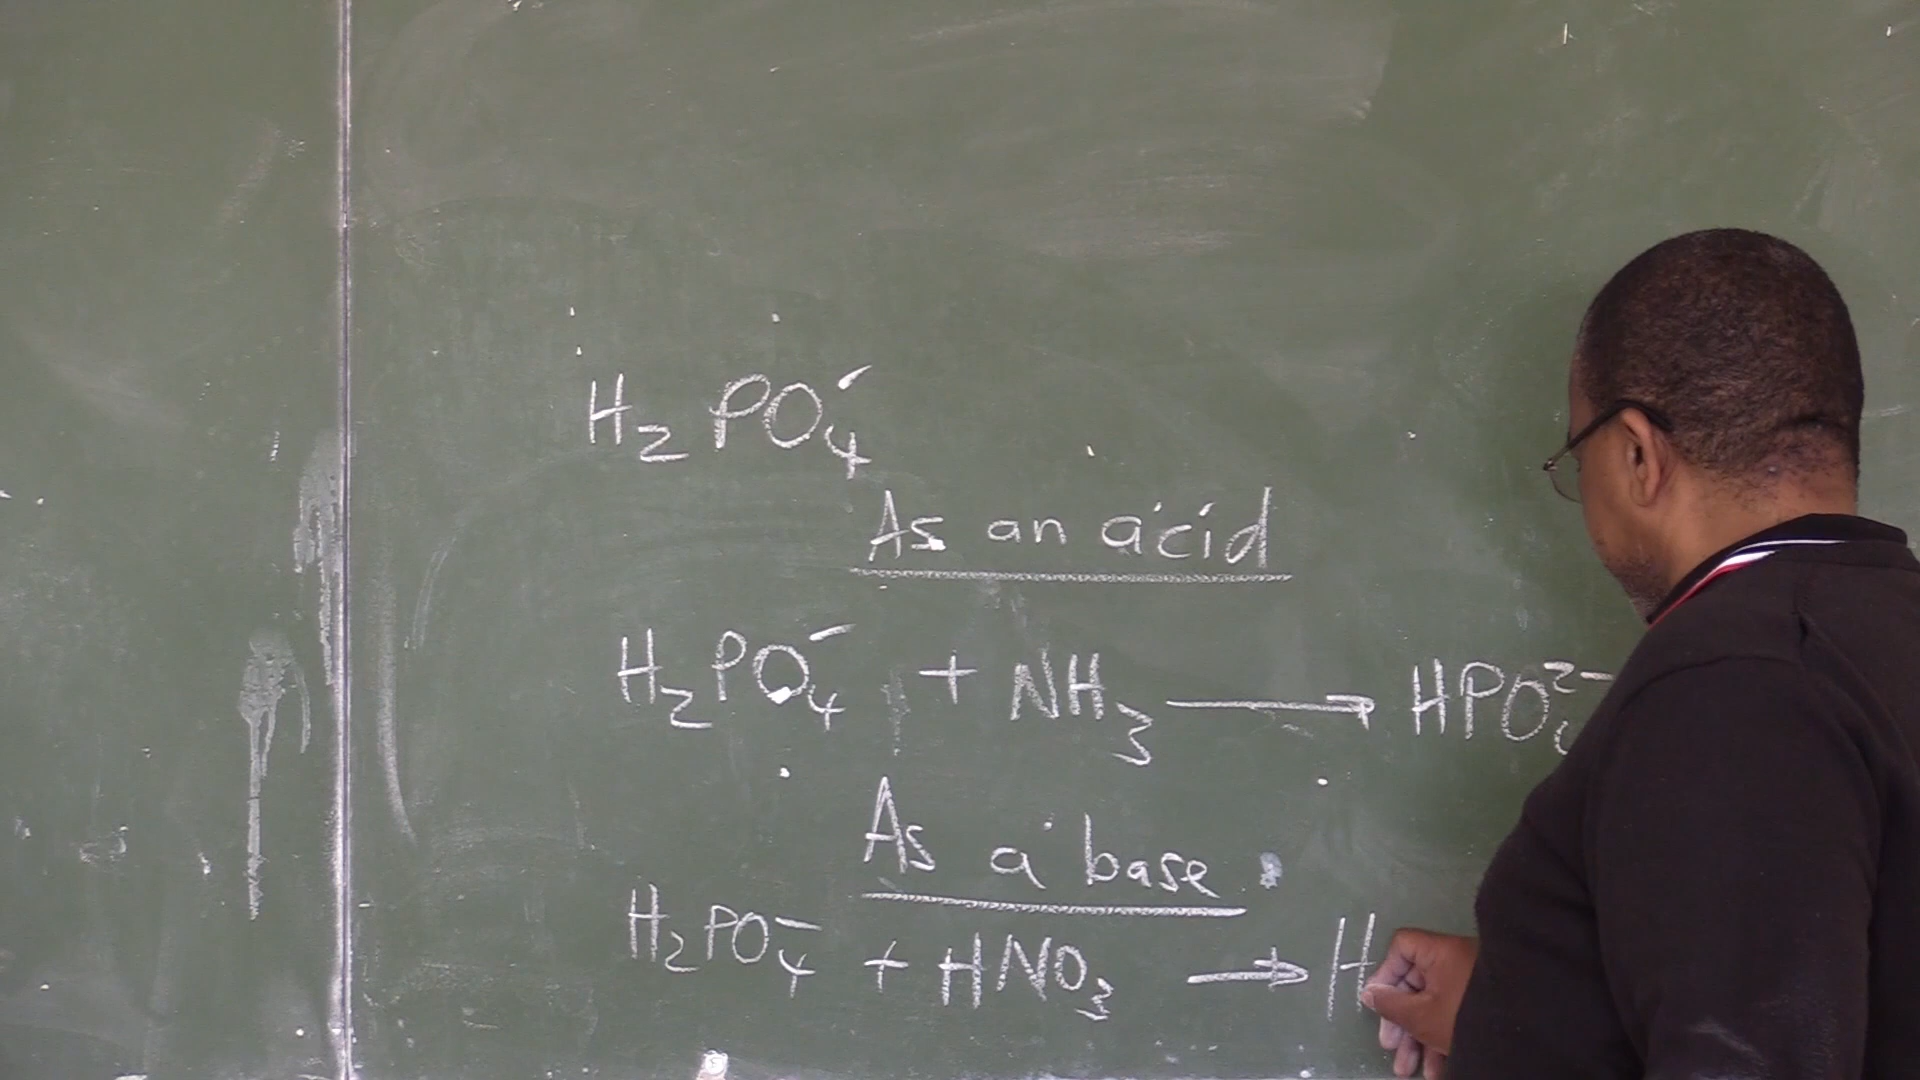 H₂PO₄⁻
As an acid
H₂PO₄⁻ + NH₃ → HPO₄²⁻
As a base
H₂PO₄⁻ + HNO₃ → H